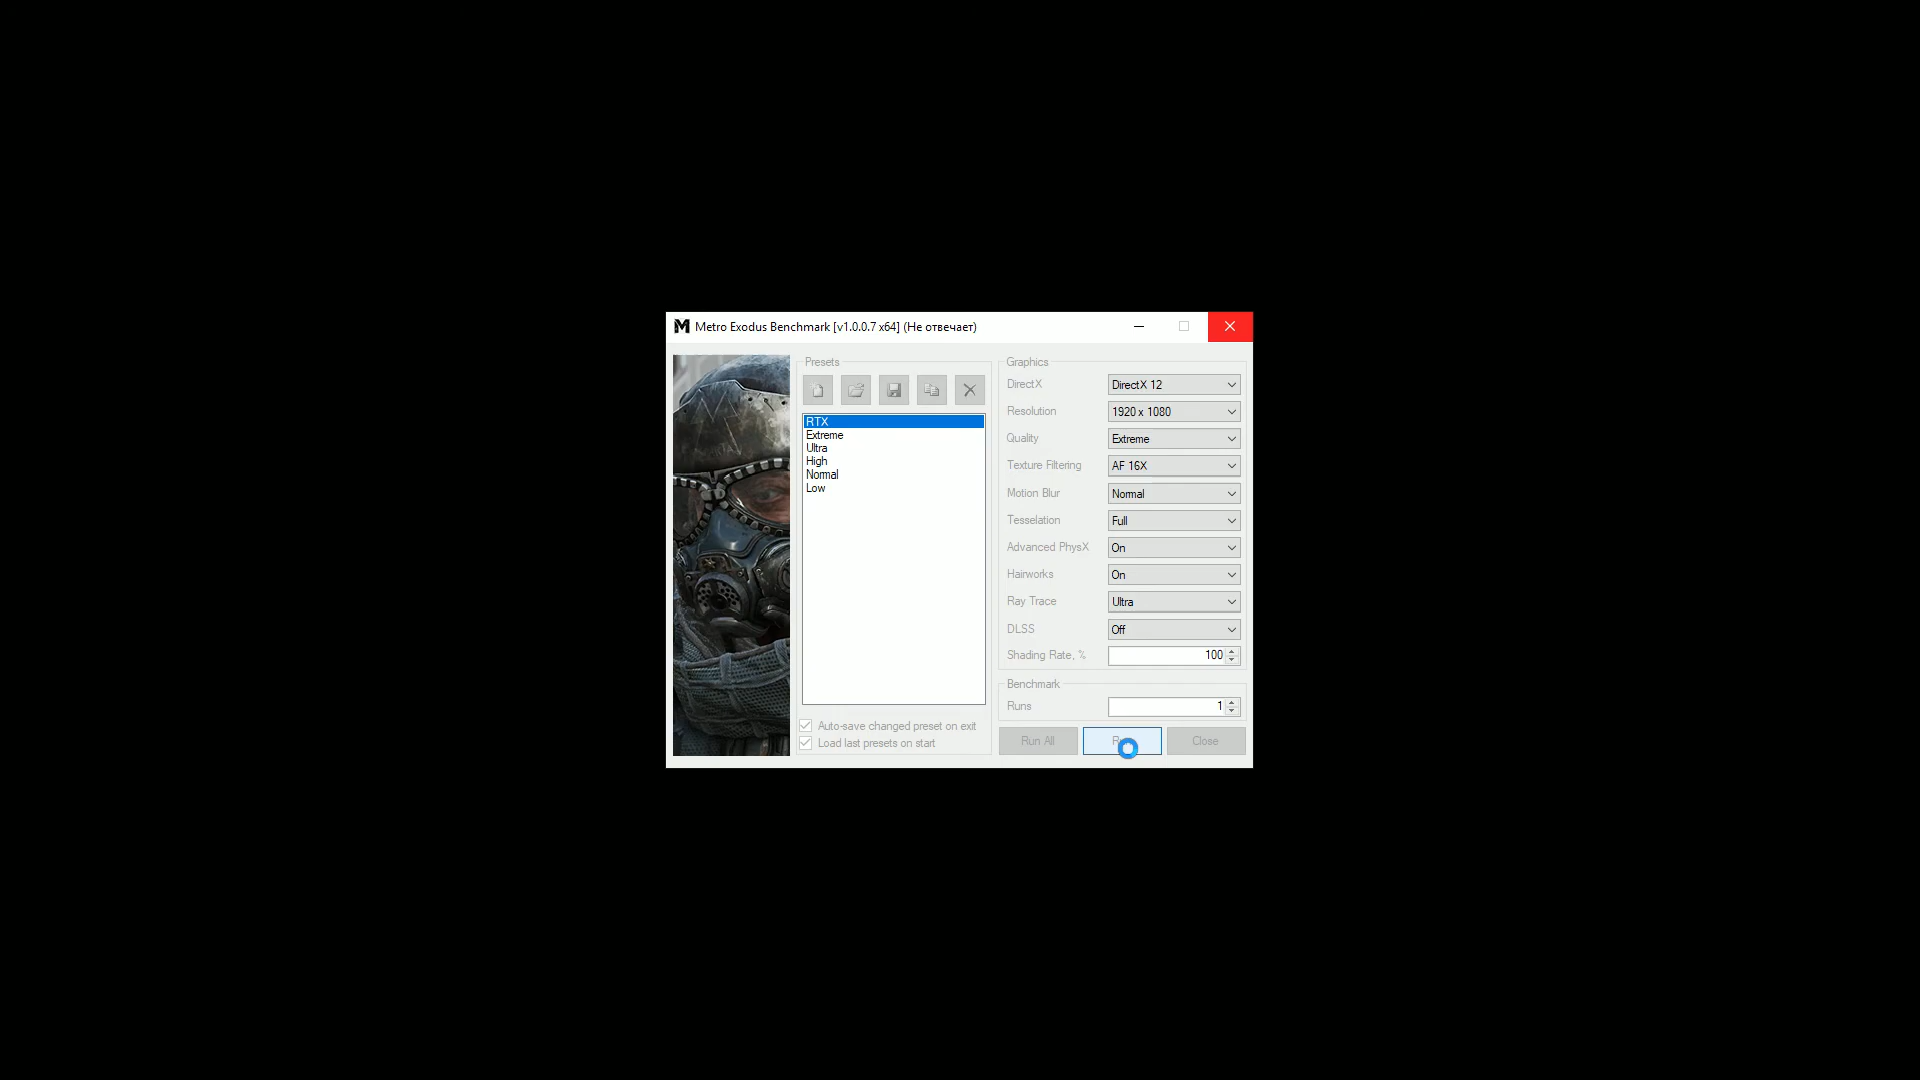 Metro Exodus Benchmark [v1.0.0.7 x64] (Не отвечает)
Presets
RTX
Extreme
Ultra
High
Normal
Low
Auto-save changed preset on exit
Load last presets on start
Graphics
DirectX DirectX 12
Resolution 1920 x 1080
Quality Extreme
Texture Filtering AF 16X
Motion Blur Normal
Tesselation Full
Advanced PhysX On
Hairworks On
Ray Trace Ultra
DLSS Off
Shading Rate, % 100
Benchmark
Runs 1
Run All Close